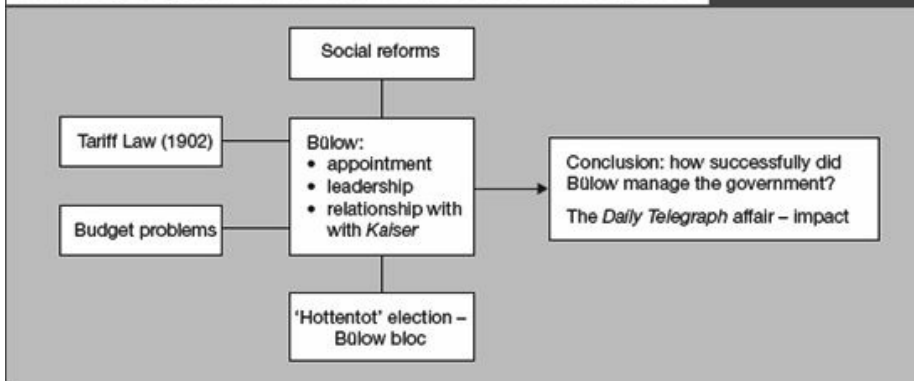 Social reforms
Tariff Law (1902)
Budget problems
Bülow:
• appointment
• leadership
• relationship with
with Kaiser
'Hottentot' election –
Bülow bloc
Conclusion: how successfully did
Bülow manage the government?
The Daily Telegraph affair – impact